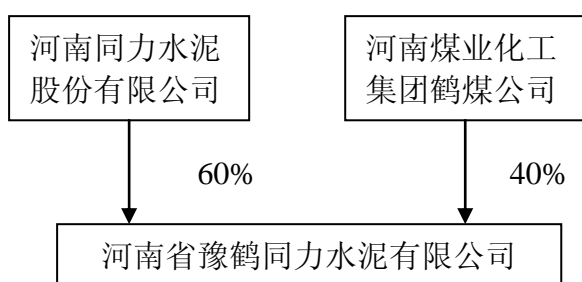 河南同力水泥
股份有限公司
河南煤业化工
集团鹤煤公司
60%
40%
河南省豫鹤同力水泥有限公司